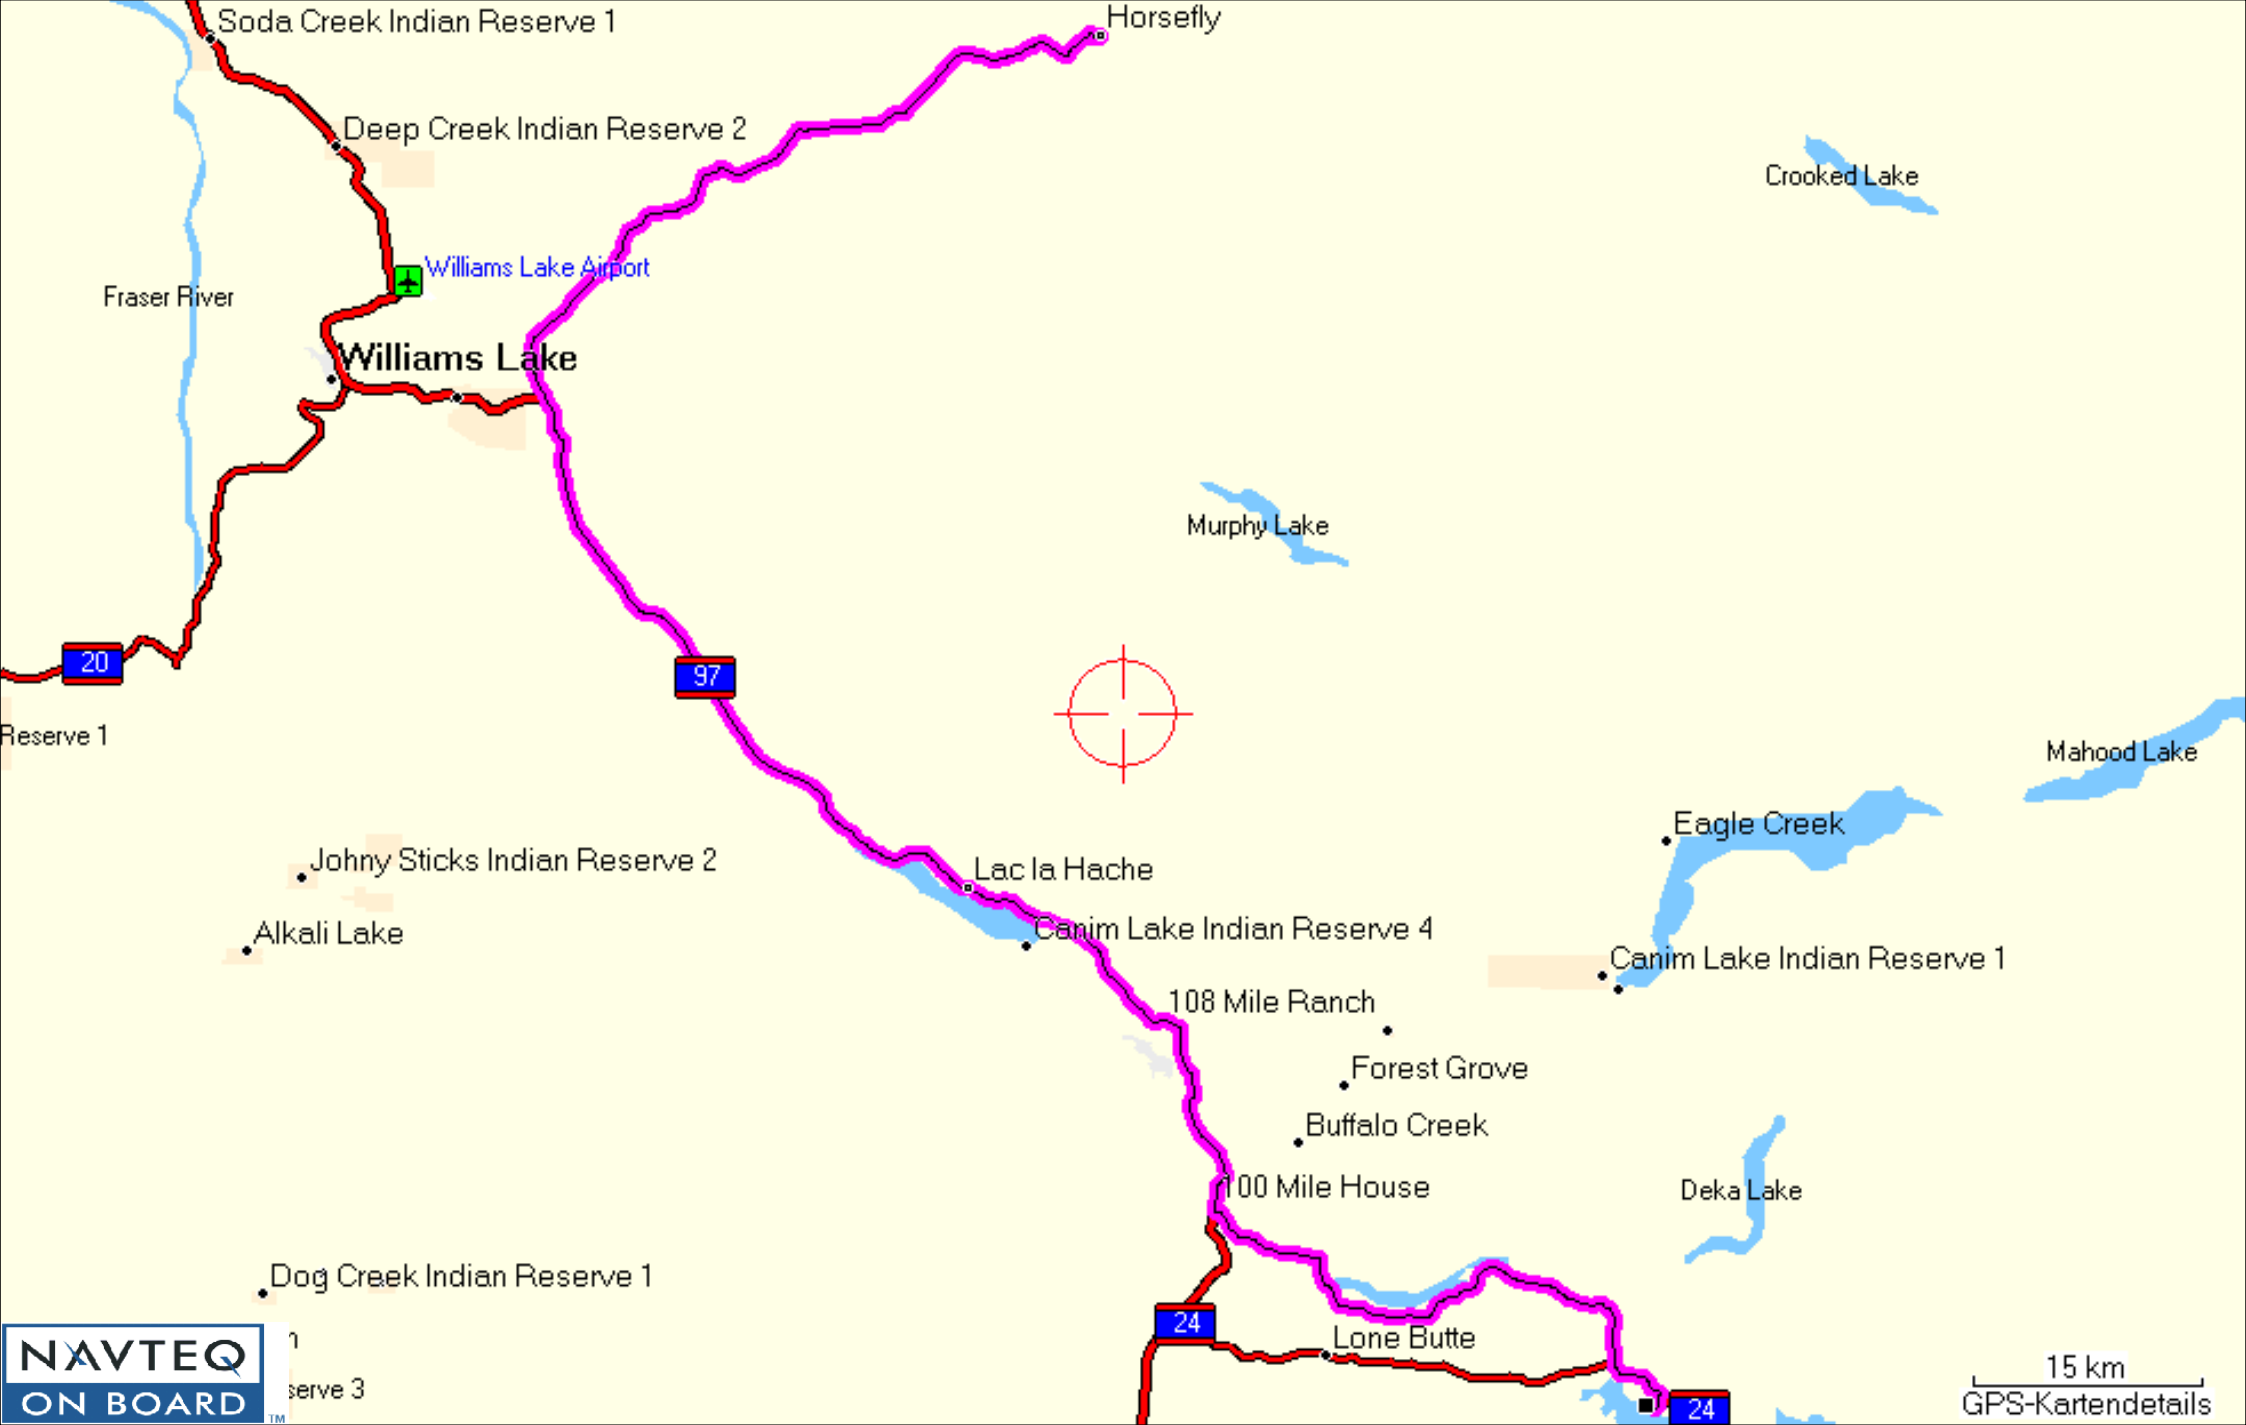 Soda Creek Indian Reserve 1
Horsefly
Deep Creek Indian Reserve 2
Crooked Lake
Williams Lake Airport
Fraser River
Williams Lake
Murphy Lake
20
97
Reserve 1
Mahood Lake
Eagle Creek
Johny Sticks Indian Reserve 2
Lac la Hache
Alkali Lake
Canim Lake Indian Reserve 4
Canim Lake Indian Reserve 1
108 Mile Ranch
Forest Grove
Buffalo Creek
100 Mile House
Deka Lake
Dog Creek Indian Reserve 1
24
Lone Butte
NAVTEQ
ON BOARD
TM
serve 3
15 km
GPS-Kartendetails
24